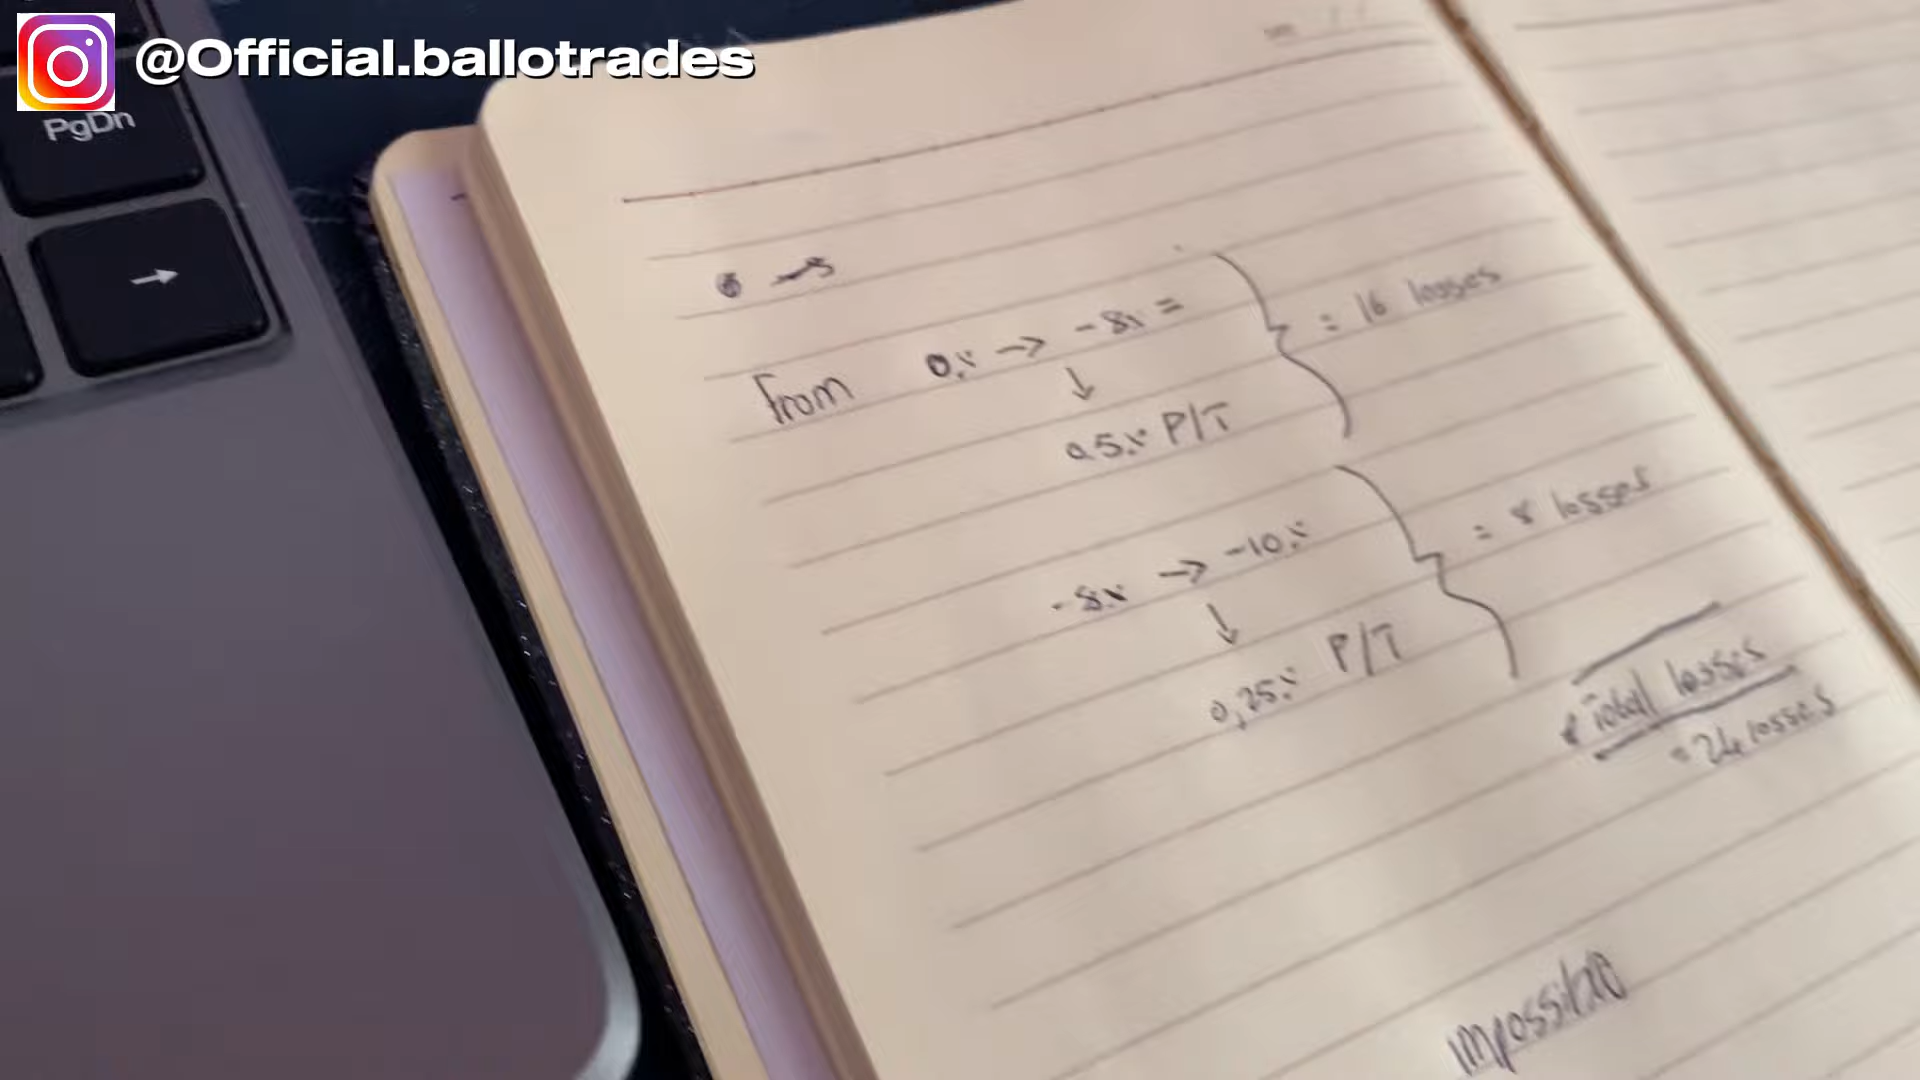 @Official.ballotrades
PgDn
From 0% → -8% = = 16 losses
↓
0.5% P/T
-8% → -10% = 8 losses
↓
0,25% P/T
Total losses
= 24 losses
impossible